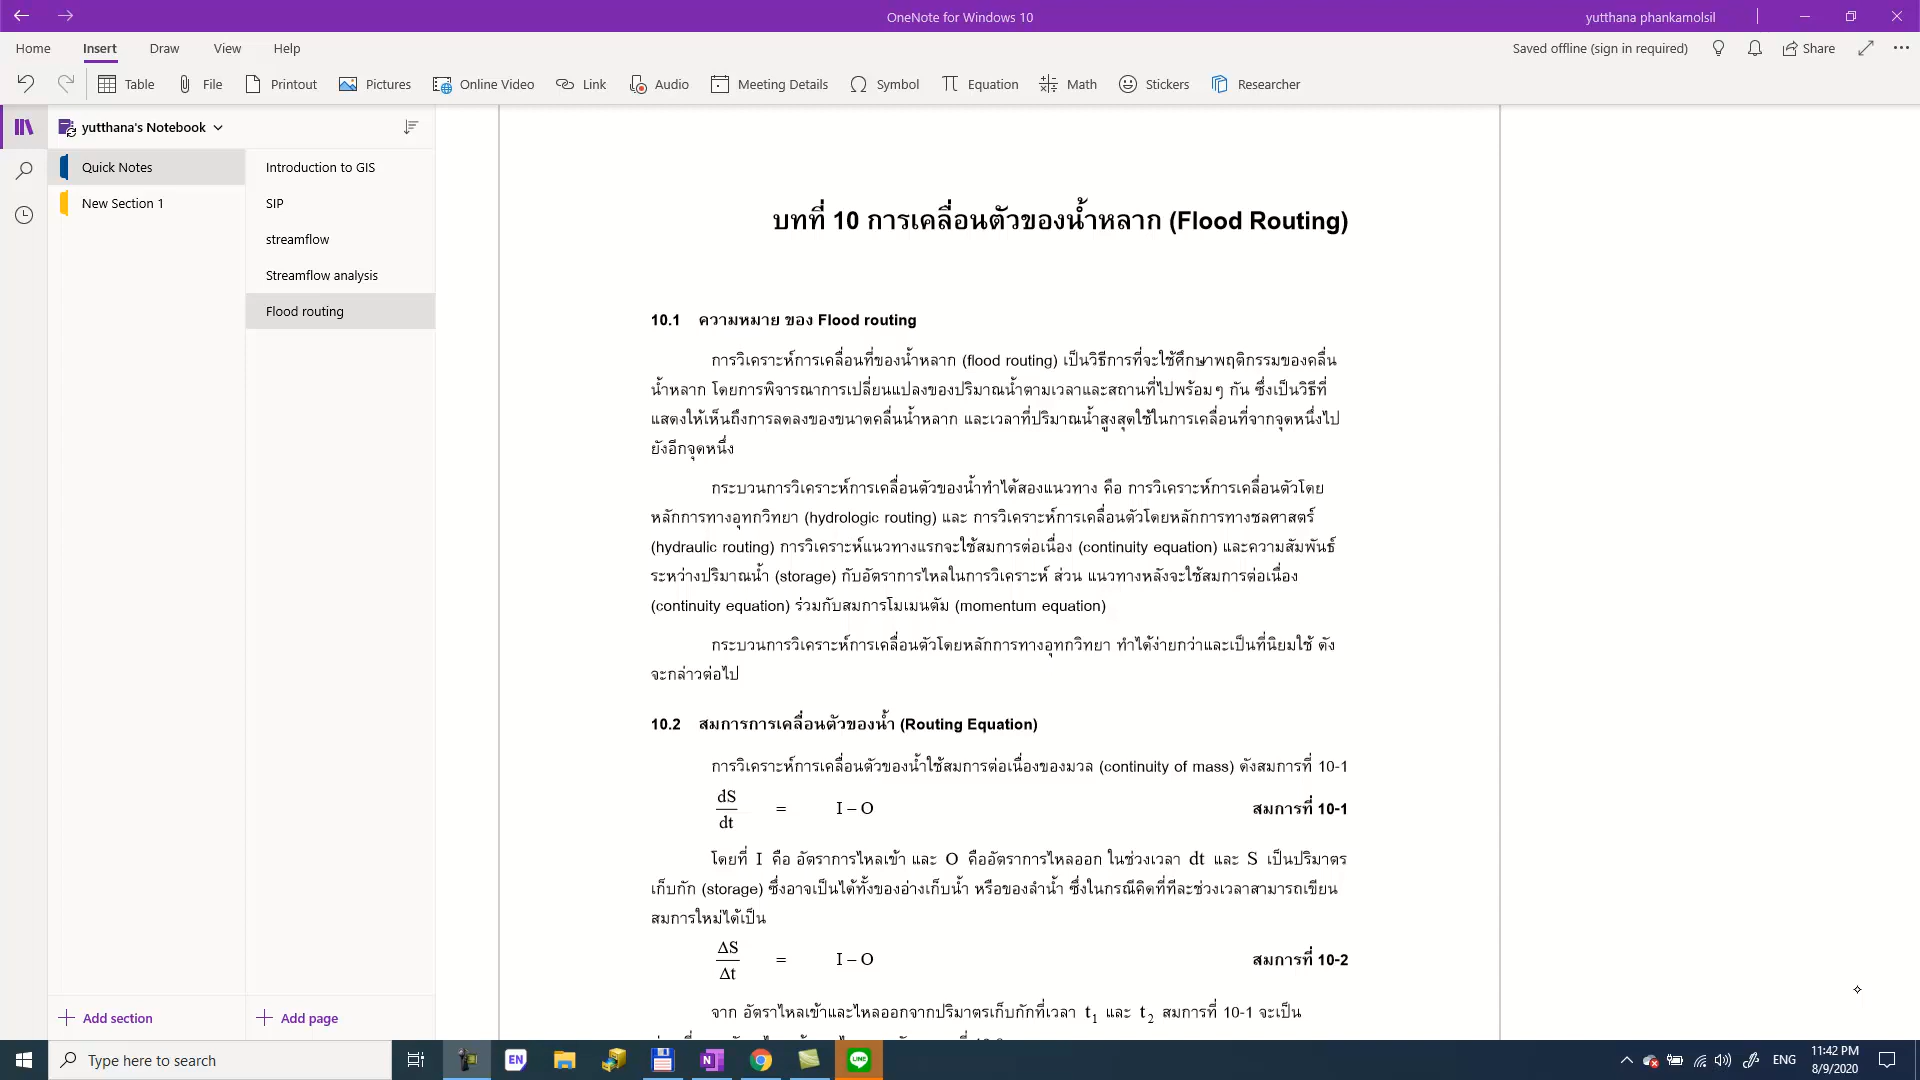 OneNote for Windows 10
yutthana phankamolsil
Home Insert Draw View Help
Saved offline (sign in required)
Share
Table File Printout Pictures Online Video Link Audio Meeting Details Symbol Equation Math Stickers Researcher
yutthana's Notebook
Quick Notes
New Section 1
Introduction to GIS
SIP
streamflow
Streamflow analysis
Flood routing
บทที่ 10 การเคลื่อนตัวของน้ำหลาก (Flood Routing)
10.1 ความหมาย ของ Flood routing
การวิเคราะห์การเคลื่อนที่ของน้ำหลาก (flood routing) เป็นวิธีการที่จะใช้ศึกษาพฤติกรรมของคลื่น
น้ำหลาก โดยการพิจารณาการเปลี่ยนแปลงของปริมาณน้ำตามเวลาและสถานที่ไปพร้อมๆ กัน ซึ่งเป็นวิธีที่
แสดงให้เห็นถึงการลดลงของขนาดคลื่นน้ำหลาก และเวลาที่ปริมาณน้ำสูงสุดใช้ในการเคลื่อนที่จากจุดหนึ่งไป
ยังอีกจุดหนึ่ง
กระบวนการวิเคราะห์การเคลื่อนตัวของน้ำทำได้สองแนวทาง คือ การวิเคราะห์การเคลื่อนตัวโดย
หลักการทางอุทกวิทยา (hydrologic routing) และ การวิเคราะห์การเคลื่อนตัวโดยหลักการทางชลศาสตร์
(hydraulic routing) การวิเคราะห์แนวทางแรกจะใช้สมการต่อเนื่อง (continuity equation) และความสัมพันธ์
ระหว่างปริมาณน้ำ (storage) กับอัตราการไหลในการวิเคราะห์ ส่วน แนวทางหลังจะใช้สมการต่อเนื่อง
(continuity equation) ร่วมกับสมการโมเมนตัม (momentum equation)
กระบวนการวิเคราะห์การเคลื่อนตัวโดยหลักการทางอุทกวิทยา ทำได้ง่ายกว่าและเป็นที่นิยมใช้ ดัง
จะกล่าวต่อไป
10.2 สมการการเคลื่อนตัวของน้ำ (Routing Equation)
การวิเคราะห์การเคลื่อนตัวของน้ำใช้สมการต่อเนื่องของมวล (continuity of mass) ดังสมการที่ 10-1
dS/dt = I – O สมการที่ 10-1
โดยที่ I คือ อัตราการไหลเข้า และ O คืออัตราการไหลออก ในช่วงเวลา dt และ S เป็นปริมาตร
เก็บกัก (storage) ซึ่งอาจเป็นได้ทั้งของอ่างเก็บน้ำ หรือของลำน้ำ ซึ่งในกรณีคิดที่ทีละช่วงเวลาสามารถเขียน
สมการใหม่ได้เป็น
ΔS/Δt = I – O สมการที่ 10-2
จาก อัตราไหลเข้าและไหลออกจากปริมาตรเก็บกักที่เวลา t₁ และ t₂ สมการที่ 10-1 จะเป็น
Add section
Add page
Type here to search
EN
LINE
ENG
11:42 PM
8/9/2020